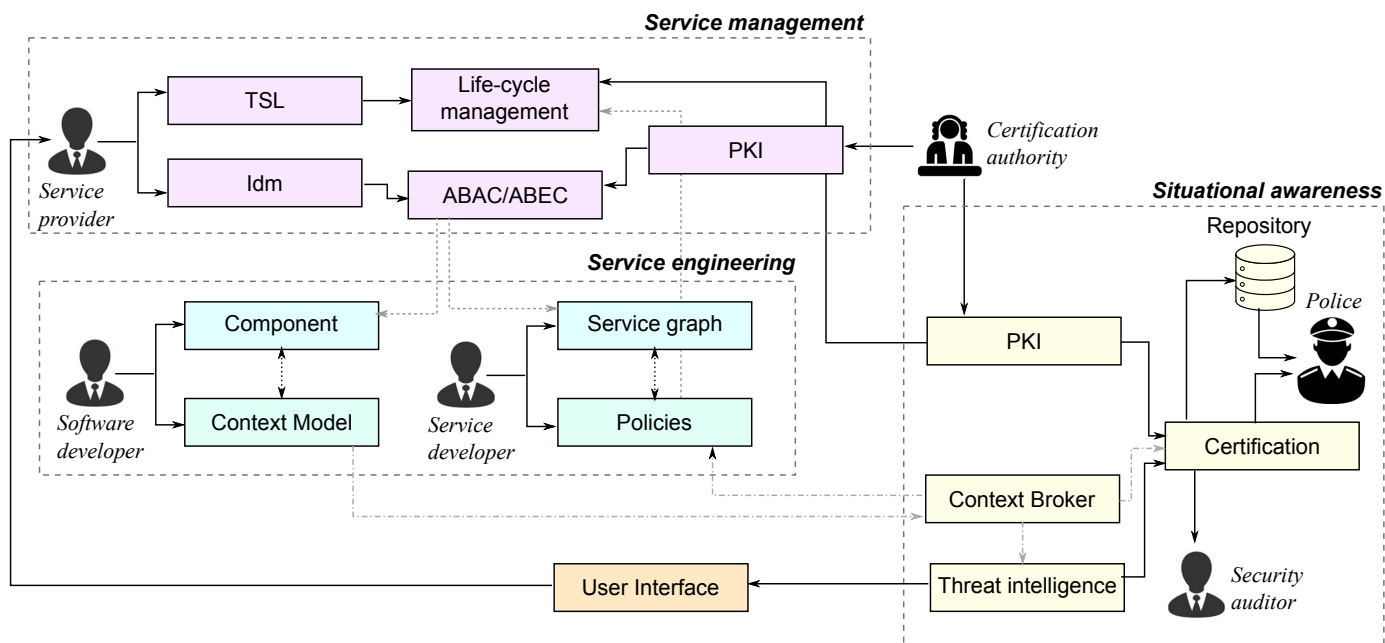 Service management
TSL
Life-cycle
management
PKI
Certification
authority
Service
provider
Idm
ABAC/ABEC
Situational awareness
Repository
Service engineering
Police
Component
Service graph
PKI
Software
developer
Context Model
Service
developer
Policies
Certification
Context Broker
User Interface
Threat intelligence
Security
auditor